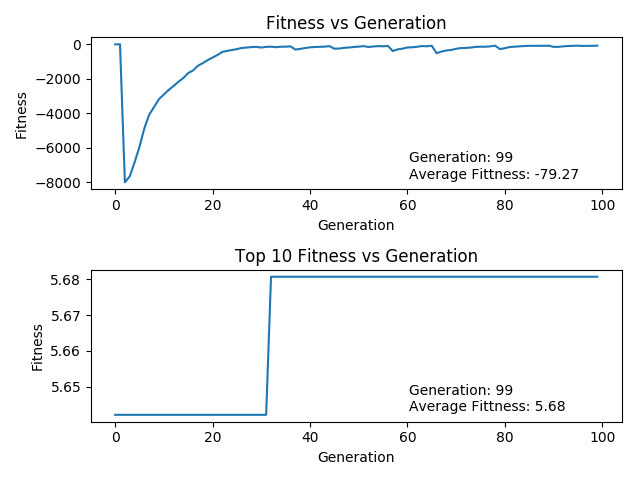 Fitness vs Generation
0
−2000
−4000
−6000
−8000
Fitness
Generation: 99
Average Fittness: -79.27
0 20 40 60 80 100
Generation
Top 10 Fitness vs Generation
5.68
5.67
5.66
5.65
Fitness
Generation: 99
Average Fittness: 5.68
0 20 40 60 80 100
Generation